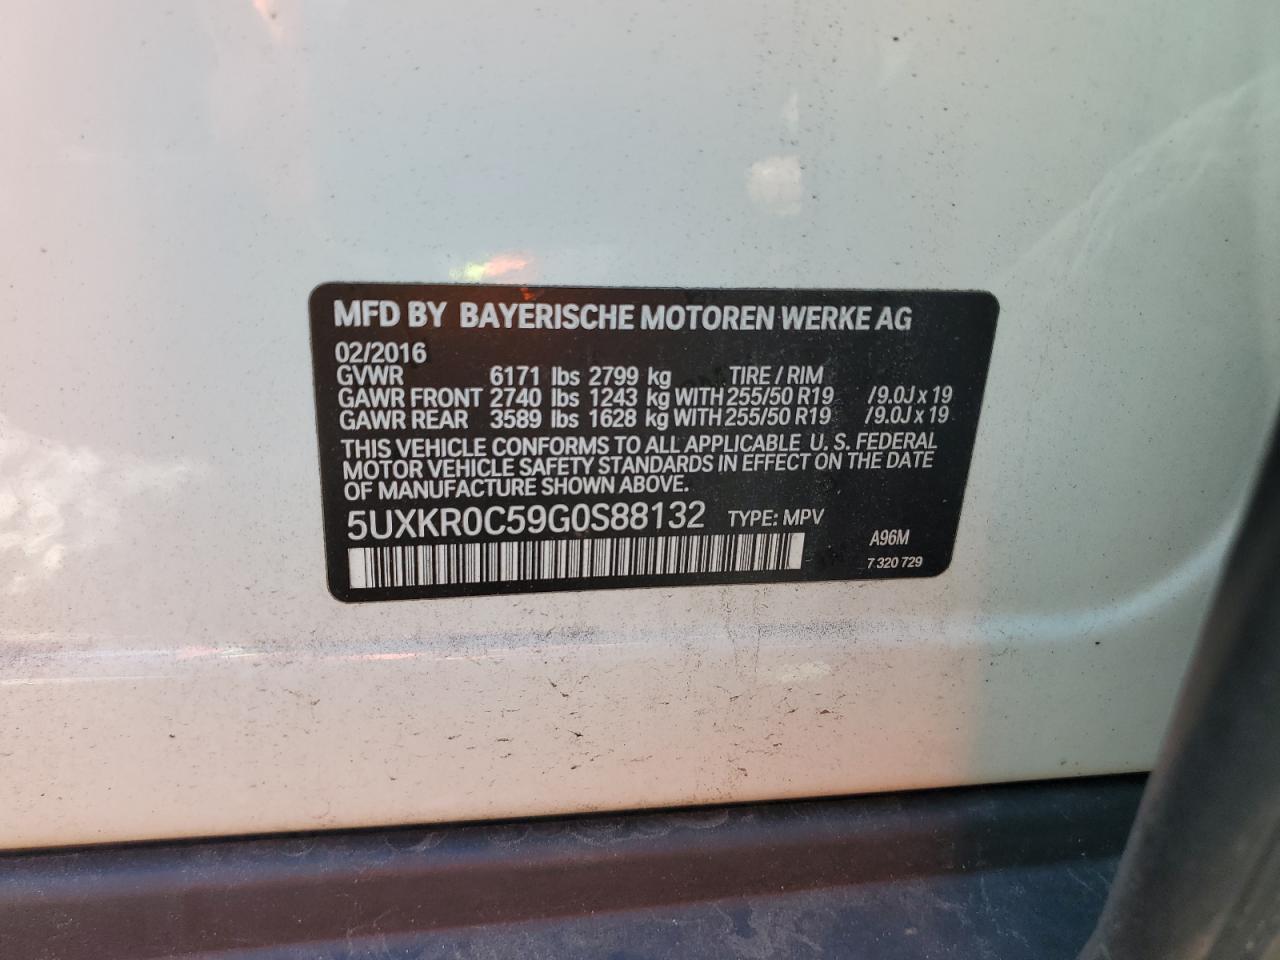 MFD BY BAYERISCHE MOTOREN WERKE AG
02/2016
GVWR 6171 lbs 2799 kg TIRE / RIM
GAWR FRONT 2740 lbs 1243 kg WITH 255/50 R19 /9.0J x 19
GAWR REAR 3589 lbs 1628 kg WITH 255/50 R19 /9.0J x 19
THIS VEHICLE CONFORMS TO ALL APPLICABLE U. S. FEDERAL
MOTOR VEHICLE SAFETY STANDARDS IN EFFECT ON THE DATE
OF MANUFACTURE SHOWN ABOVE.
5UXKR0C59G0S88132 TYPE: MPV
A96M
7 320 729